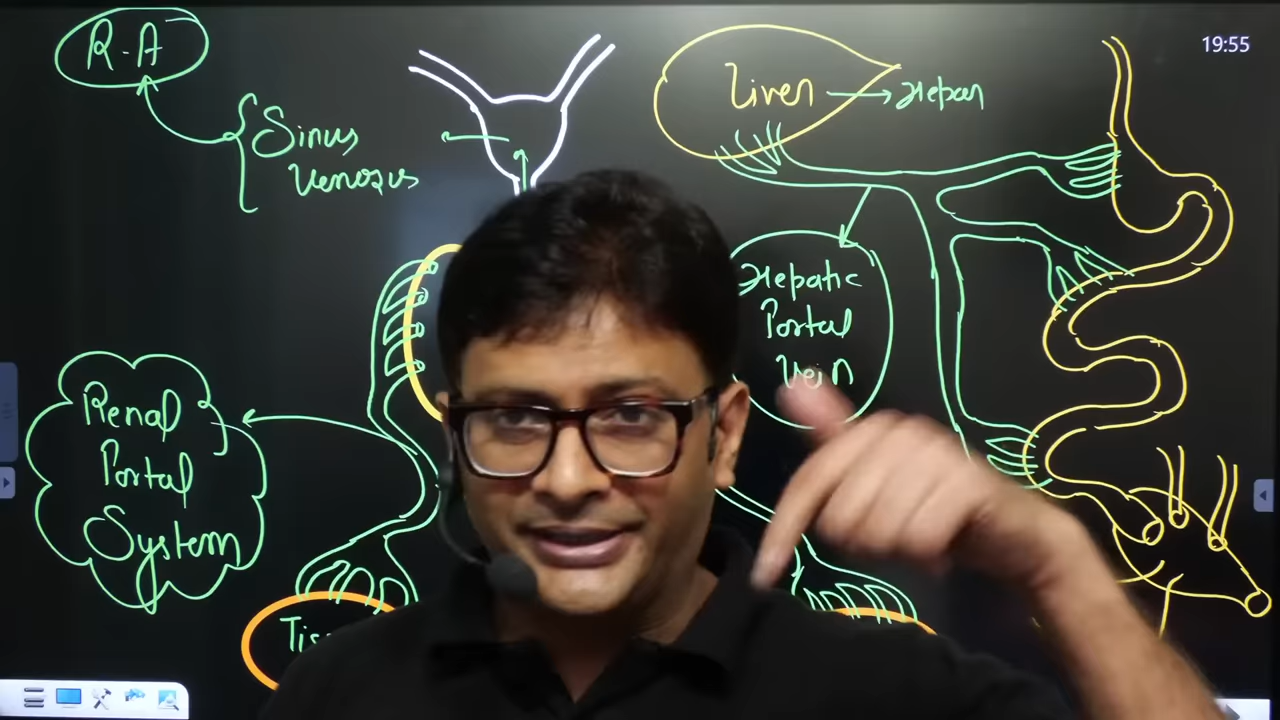 R.A
19:55
Liver
Hepar
Sinus
Venosus
Hepatic
Portal
Vein
Renal
Portal
System